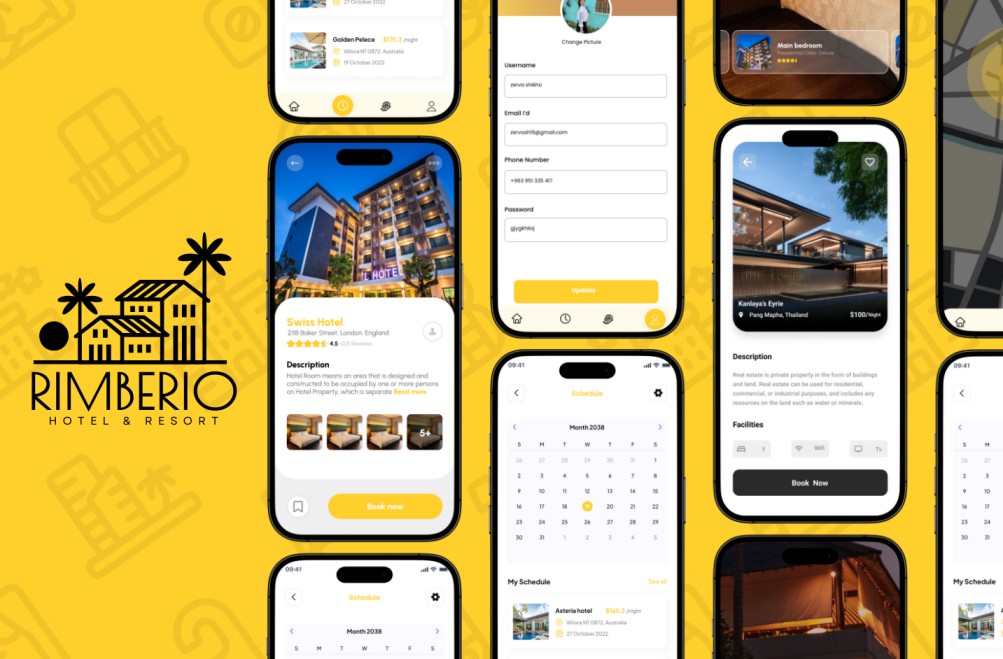 RIMBERIO
HOTEL & RESORT
27 October 2022
Golden Pelece $175,3 /night
Wilora NT 0872, Australia
19 October 2022
HOTEL
Swiss Hotel
21B Baker Street, London, England
4.5
Description
Hotel Room means an area that is designed and
constructed to be occupied by one or more persons
on Hotel Property, which is separate Read more
5+
Book now
09:41
Schedule
Month 2038
S M T W T F S
Change Picture
Username
zerva shikho
Email I'd
Phone Number
+963 951 335 417
Password
Update
09:41
Schedule
Month 2038
S M T W T F S
26 27 28 29 30 31 1
2 3 4 5 6 7 8
9 10 11 12 13 14 15
16 17 18 19 20 21 22
23 24 25 26 27 28 29
30 31 1 2 3 4 5
My Schedule See all
Asteria hotel $165,3 /night
Wilora NT 0872, Australia
27 October 2022
Main bedroom
Kanlaya's Eyrie
Pang Mapha, Thailand $100/Night
Description
Real estate is private property in the form of buildings
and land. Real estate can be used for residential,
commercial, or industrial purposes, and includes any
resources on the land such as water or minerals.
Facilities
Wifi Tv
Book Now
09:41
S M
26 27
2 3
9 10
16 17
23 24
30 31
My Schedule